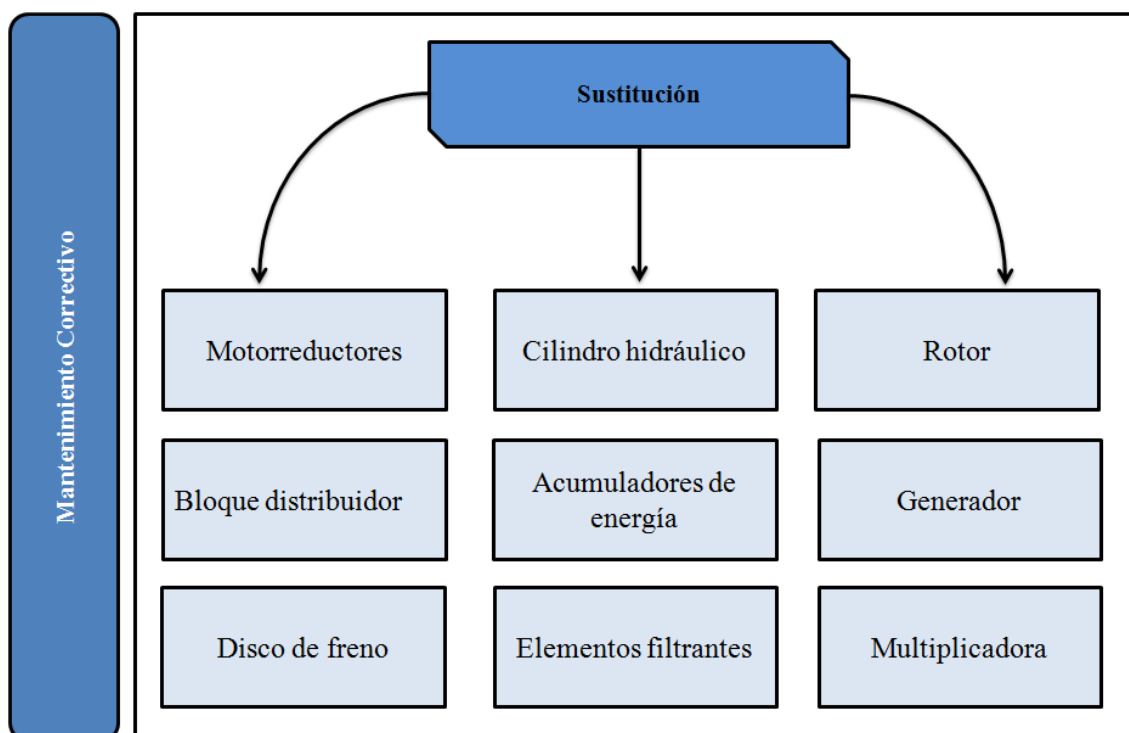 Mantenimiento Correctivo
Sustitución
Motorreductores
Cilindro hidráulico
Rotor
Bloque distribuidor
Acumuladores de
energía
Generador
Disco de freno
Elementos filtrantes
Multiplicadora